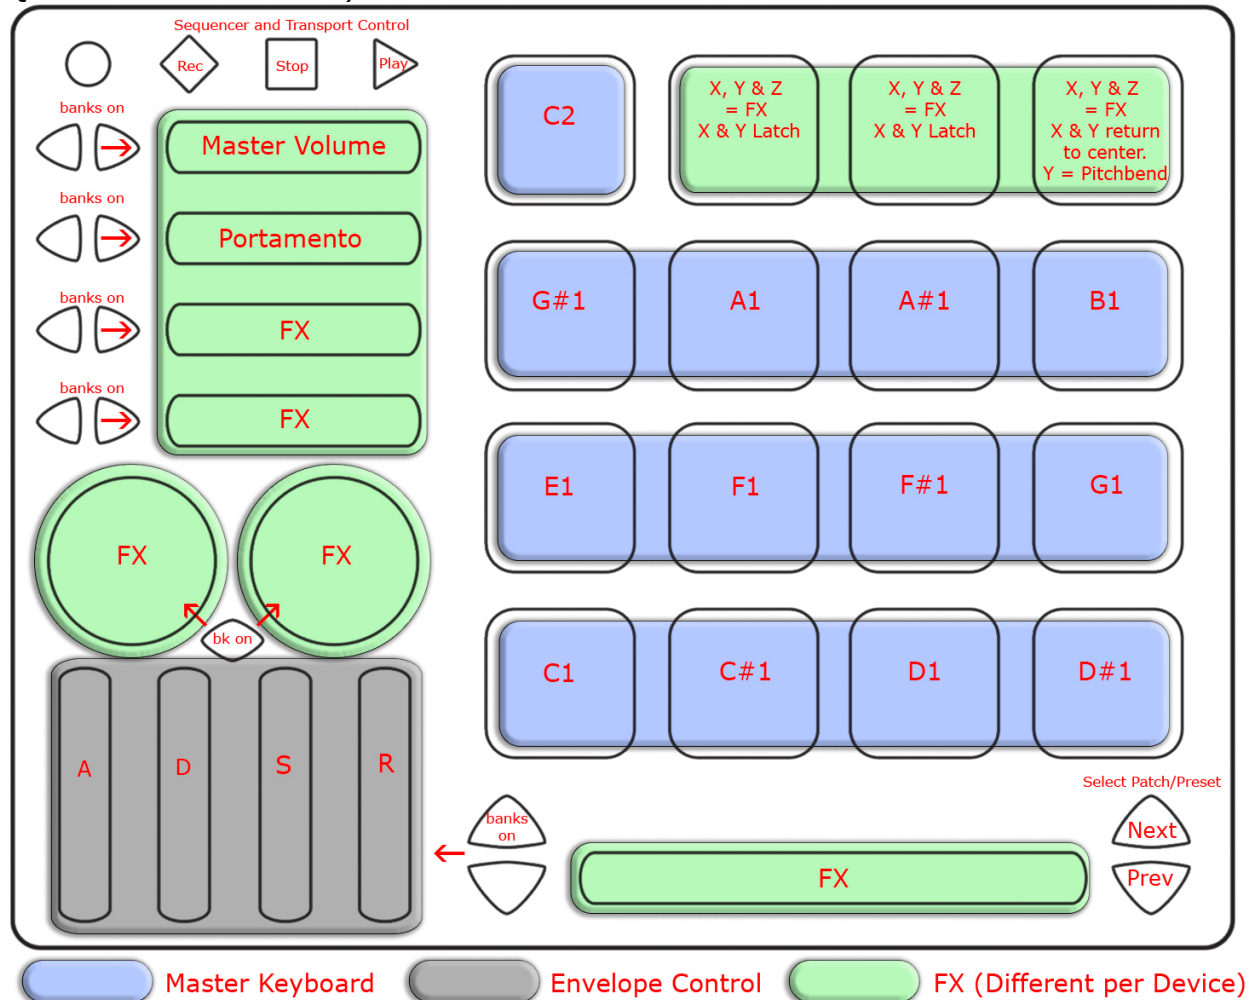 Sequencer and Transport Control
Rec
Stop
Play
banks on
Master Volume
banks on
Portamento
banks on
FX
banks on
FX
FX
FX
bk on
A
D
S
R
C2
X, Y & Z
= FX
X & Y Latch
X, Y & Z
= FX
X & Y Latch
X, Y & Z
= FX
X & Y return
to center.
Y = Pitchbend
G#1
A1
A#1
B1
E1
F1
F#1
G1
C1
C#1
D1
D#1
banks
on
FX
Select Patch/Preset
Next
Prev
Master Keyboard
Envelope Control
FX (Different per Device)